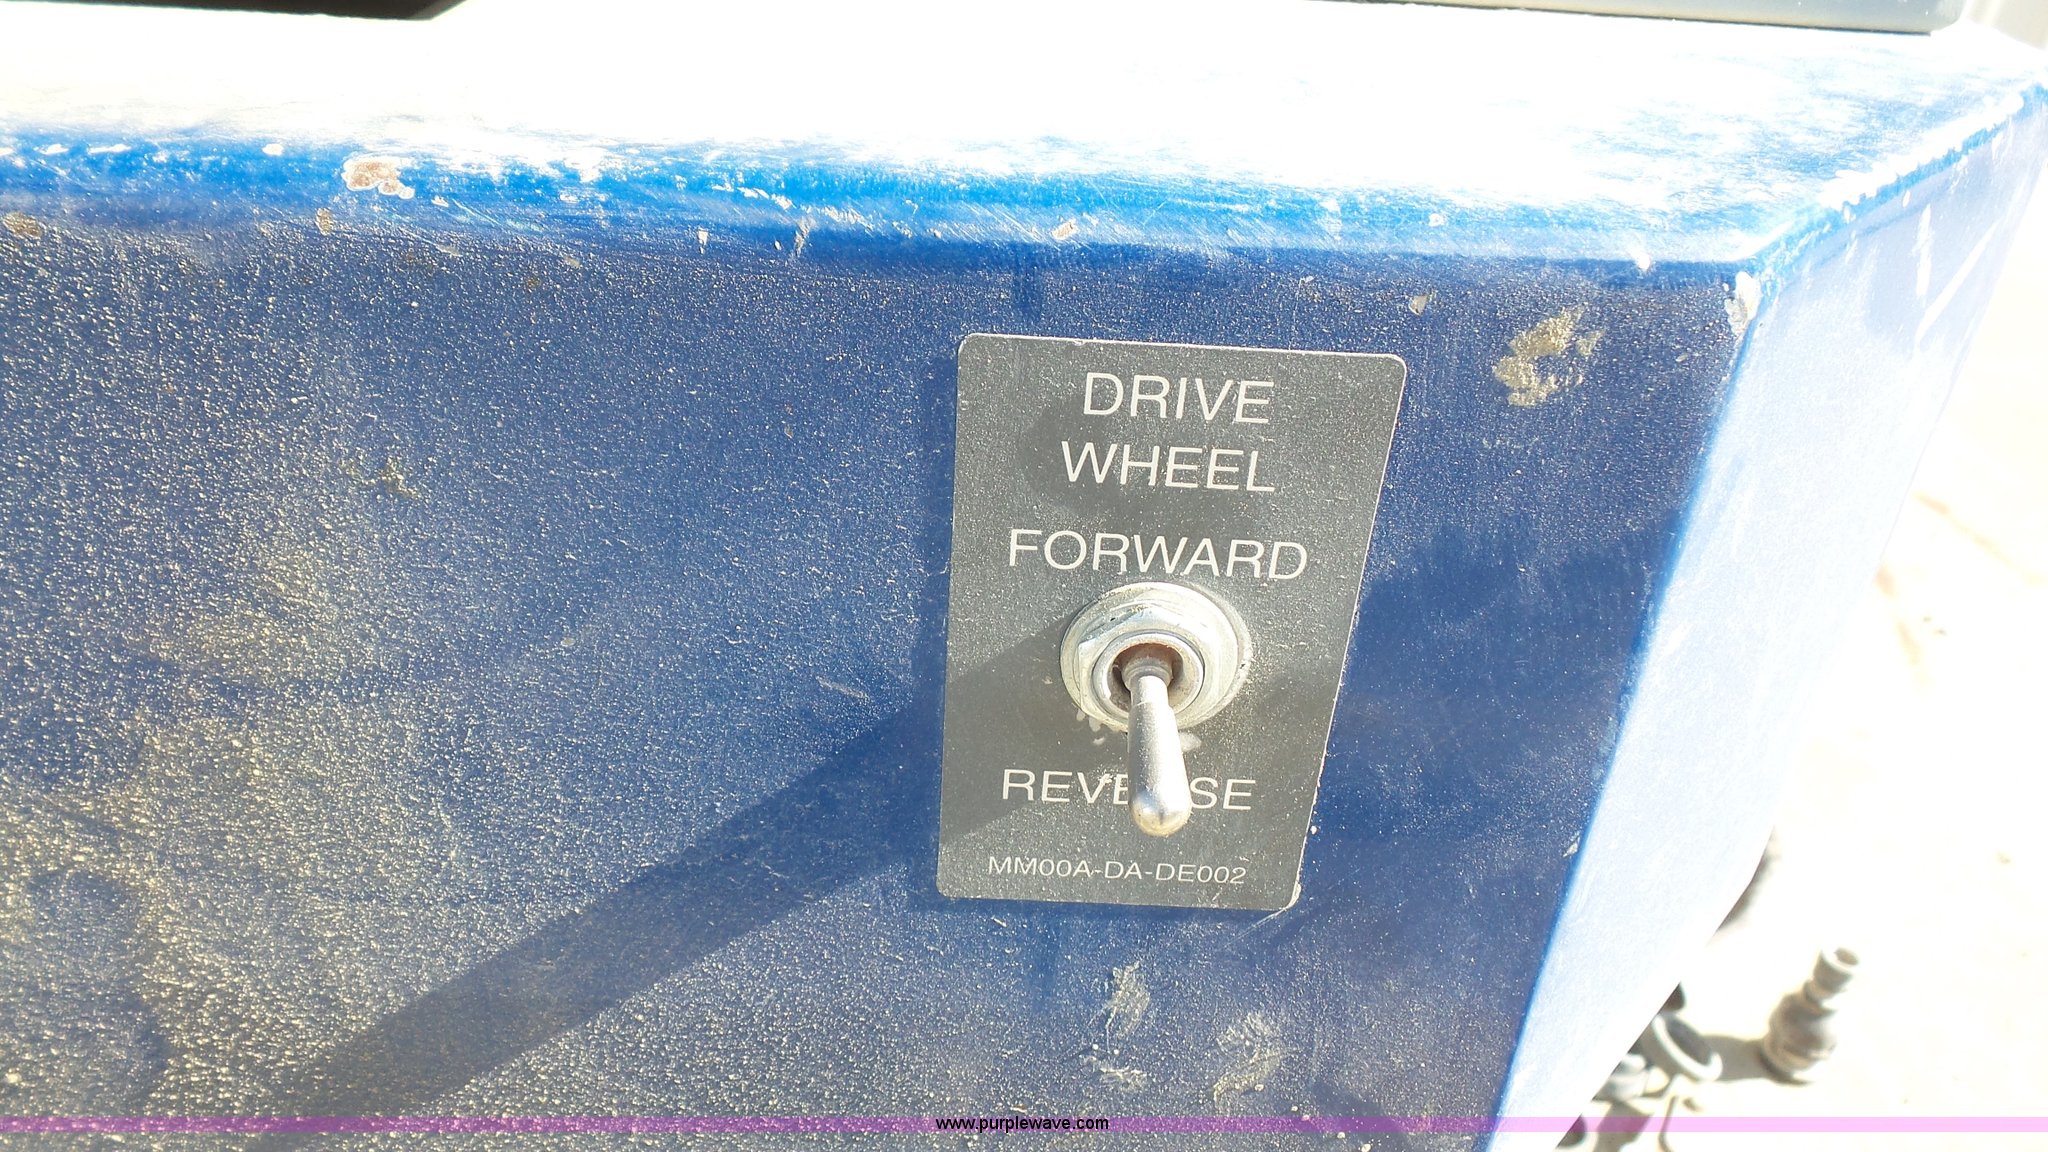 DRIVE
WHEEL
FORWARD
REVERSE
MM00A-DA-DE002
www.purplewave.com